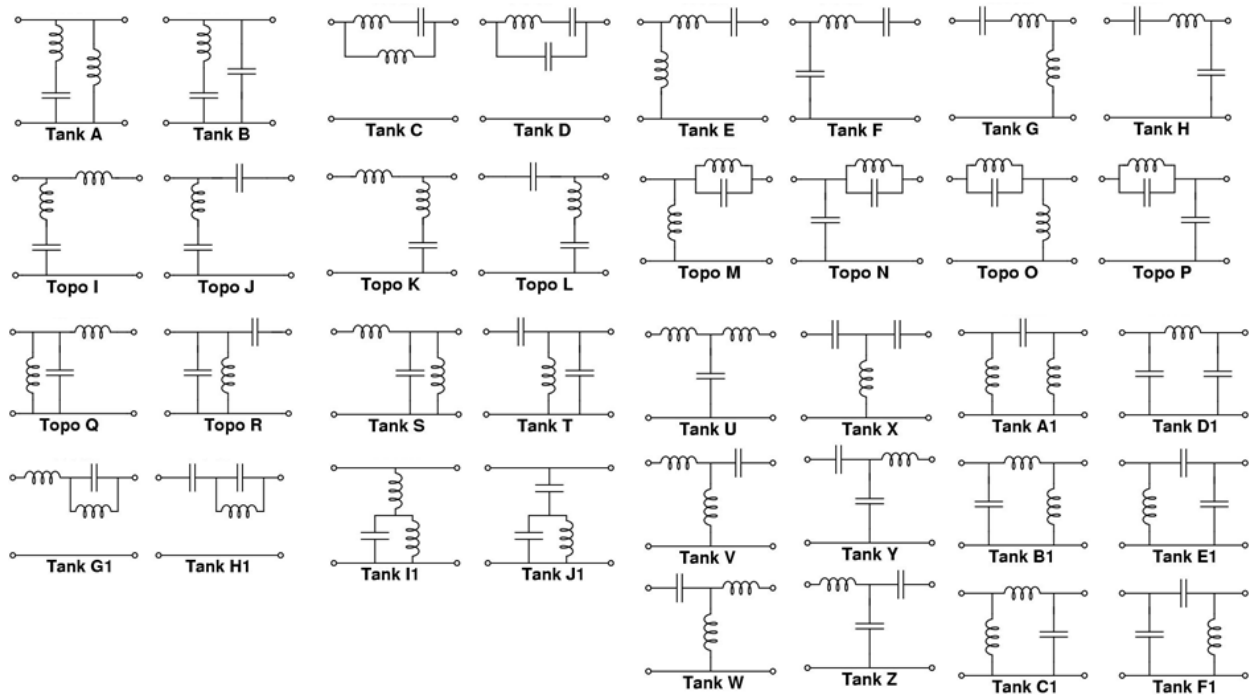 Tank A Tank B Tank C Tank D Tank E Tank F Tank G Tank H
Topo I Topo J Topo K Topo L Topo M Topo N Topo O Topo P
Topo Q Topo R Tank S Tank T Tank U Tank X Tank A1 Tank D1
Tank G1 Tank H1 Tank I1 Tank J1 Tank V Tank Y Tank B1 Tank E1
Tank W Tank Z Tank C1 Tank F1